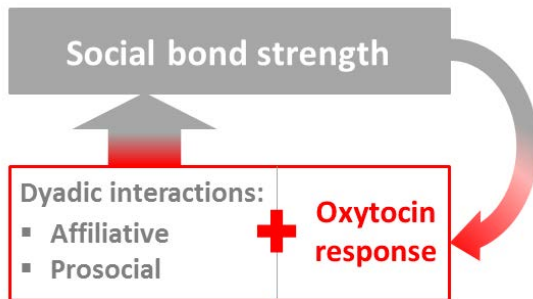 Social bond strength
Dyadic interactions:
▪ Affiliative
▪ Prosocial
+
Oxytocin
response